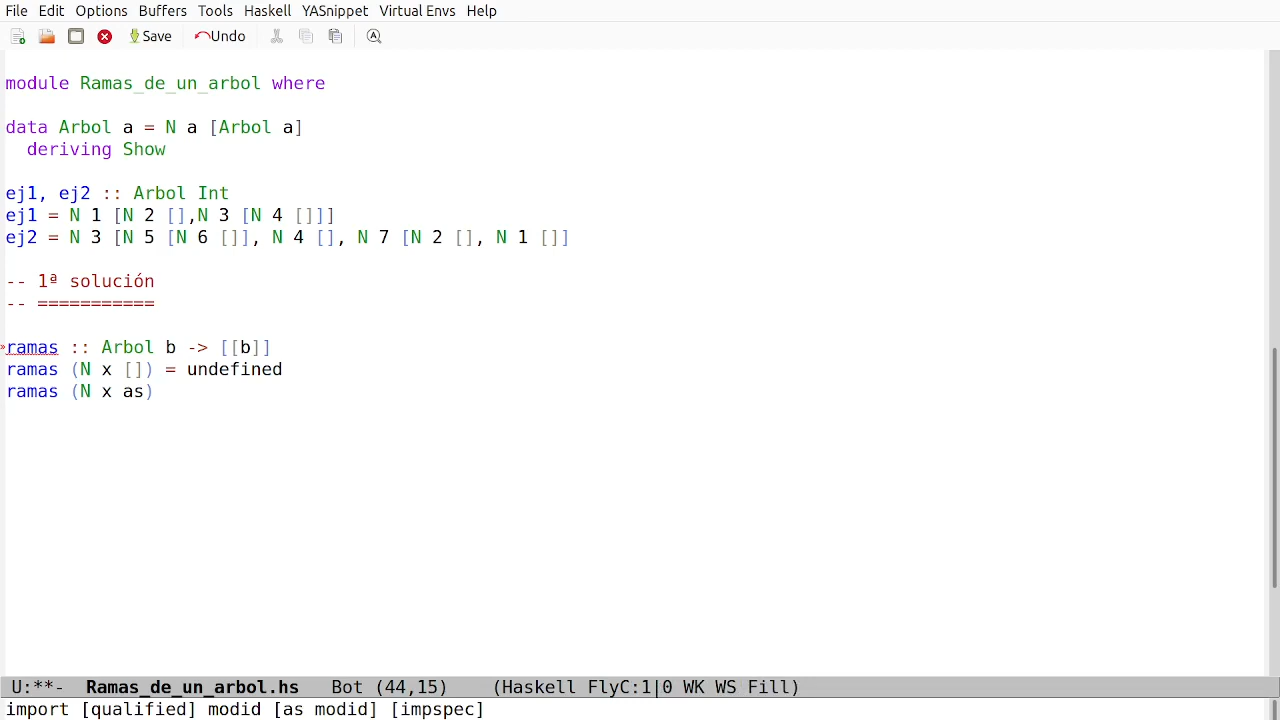 File Edit Options Buffers Tools Haskell YASnippet Virtual Envs Help
Save Undo
module Ramas_de_un_arbol where
data Arbol a = N a [Arbol a]
  deriving Show
ej1, ej2 :: Arbol Int
ej1 = N 1 [N 2 [],N 3 [N 4 []]]
ej2 = N 3 [N 5 [N 6 []], N 4 [], N 7 [N 2 [], N 1 []]
-- 1ª solución
-- ===========
ramas :: Arbol b -> [[b]]
ramas (N x []) = undefined
ramas (N x as)
U:**-  Ramas_de_un_arbol.hs   Bot (44,15)    (Haskell FlyC:1|0 WK WS Fill)
import [qualified] modid [as modid] [impspec]